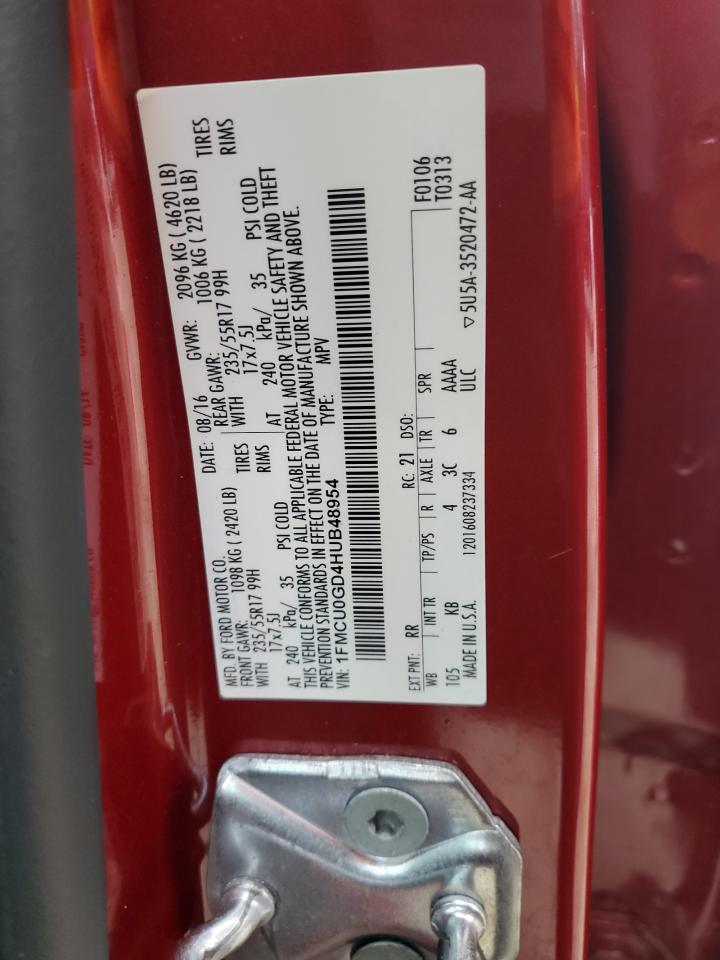 MFD. BY FORD MOTOR CO.
DATE: 08/16 GVWR: 2096 KG ( 4620 LB)
FRONT GAWR: 1098 KG ( 2420 LB) REAR GAWR: 1006 KG ( 2218 LB)
WITH 235/55R17 99H TIRES WITH 235/55R17 99H TIRES
17x7.5J RIMS 17x7.5J RIMS
AT 240 kPa/ 35 PSI COLD AT 240 kPa/ 35 PSI COLD
THIS VEHICLE CONFORMS TO ALL APPLICABLE FEDERAL MOTOR VEHICLE SAFETY AND THEFT
PREVENTION STANDARDS IN EFFECT ON THE DATE OF MANUFACTURE SHOWN ABOVE.
VIN: 1FMCU0GD4HUB48954 TYPE: MPV
F0106
EXT PNT: RR RC: 21 DSO: T0313
WB INT TR TP/PS R AXLE TR SPR
105 KB 4 3C 6 AAAA
MADE IN U.S.A. 1201608237334 ULC
▽ 5U5A-3520472-AA